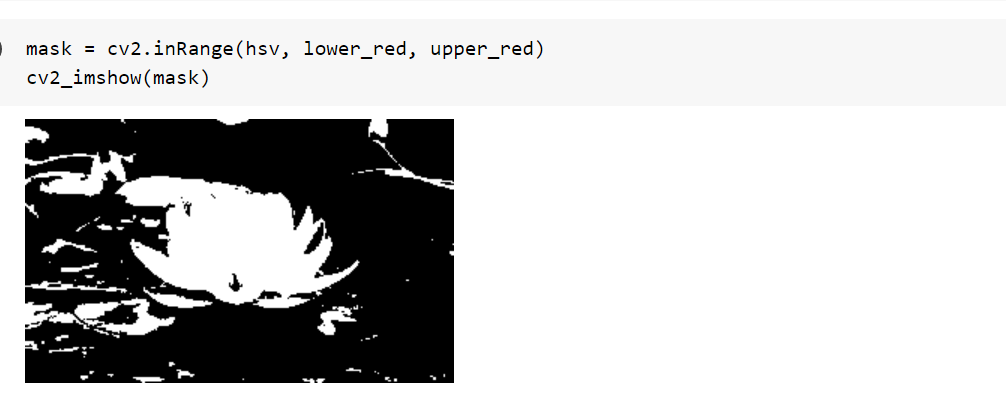 mask = cv2.inRange(hsv, lower_red, upper_red)
cv2_imshow(mask)